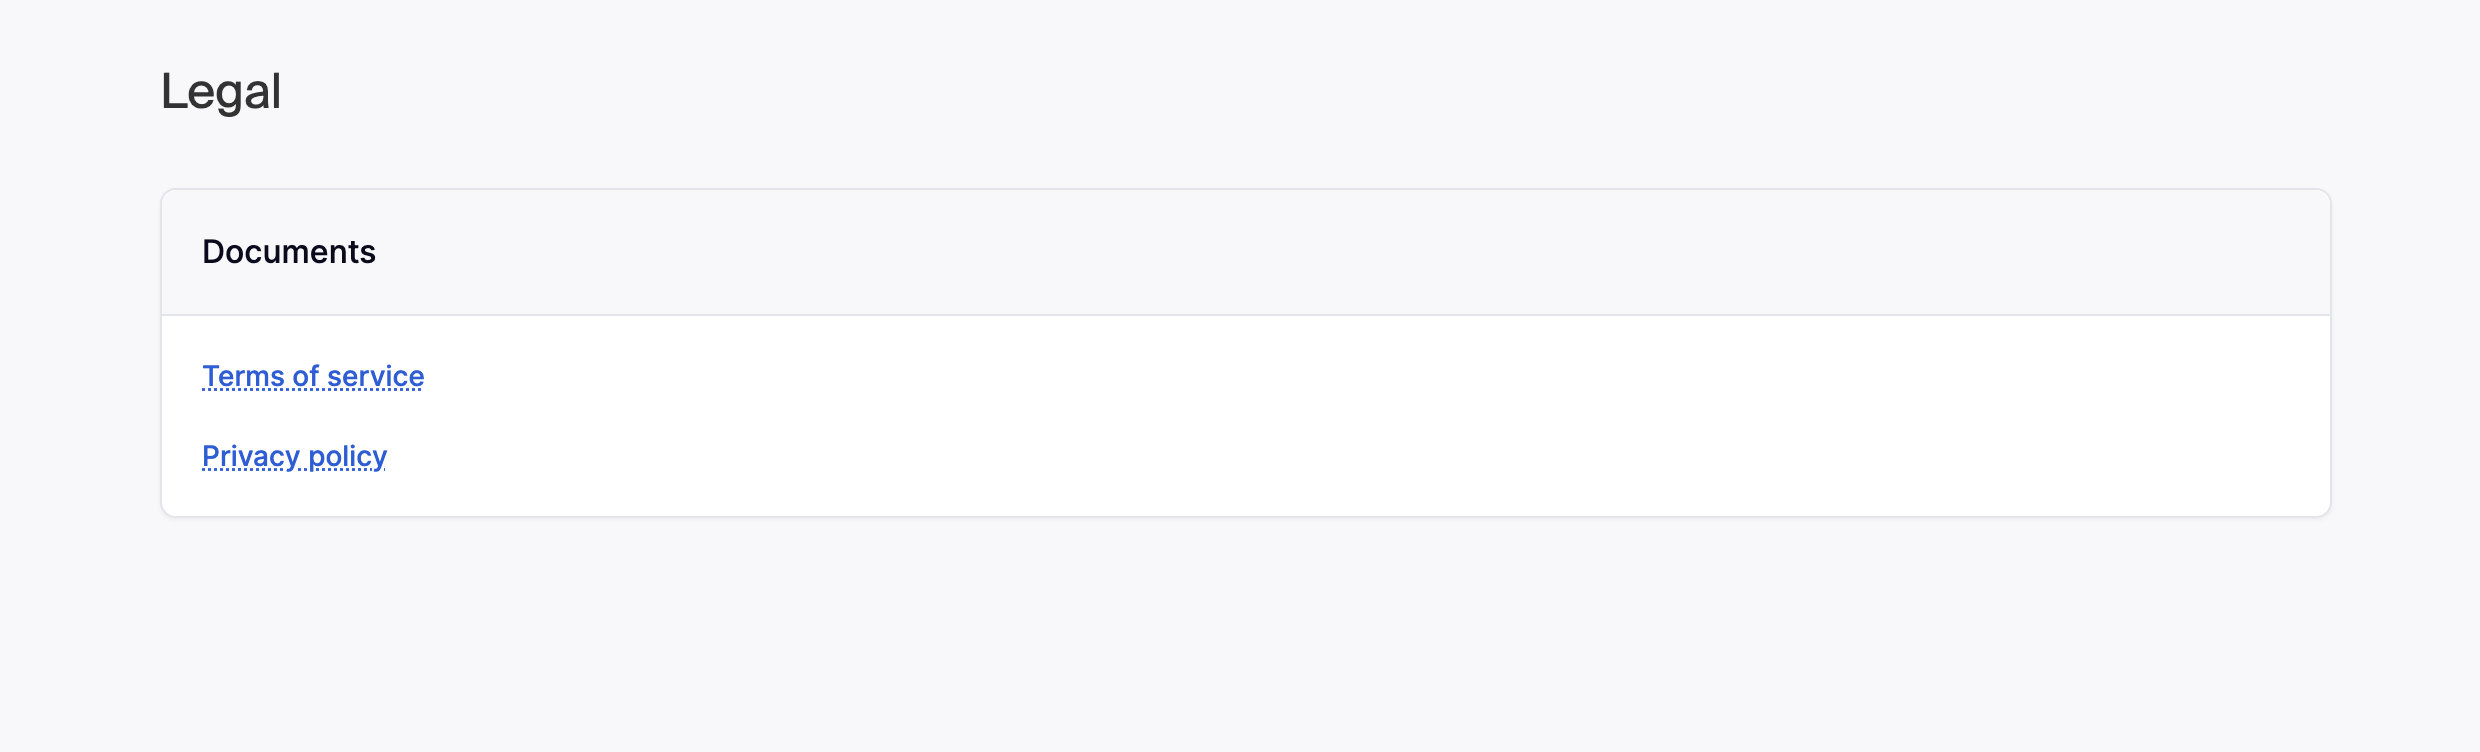 Legal
Documents
Terms of service
Privacy policy